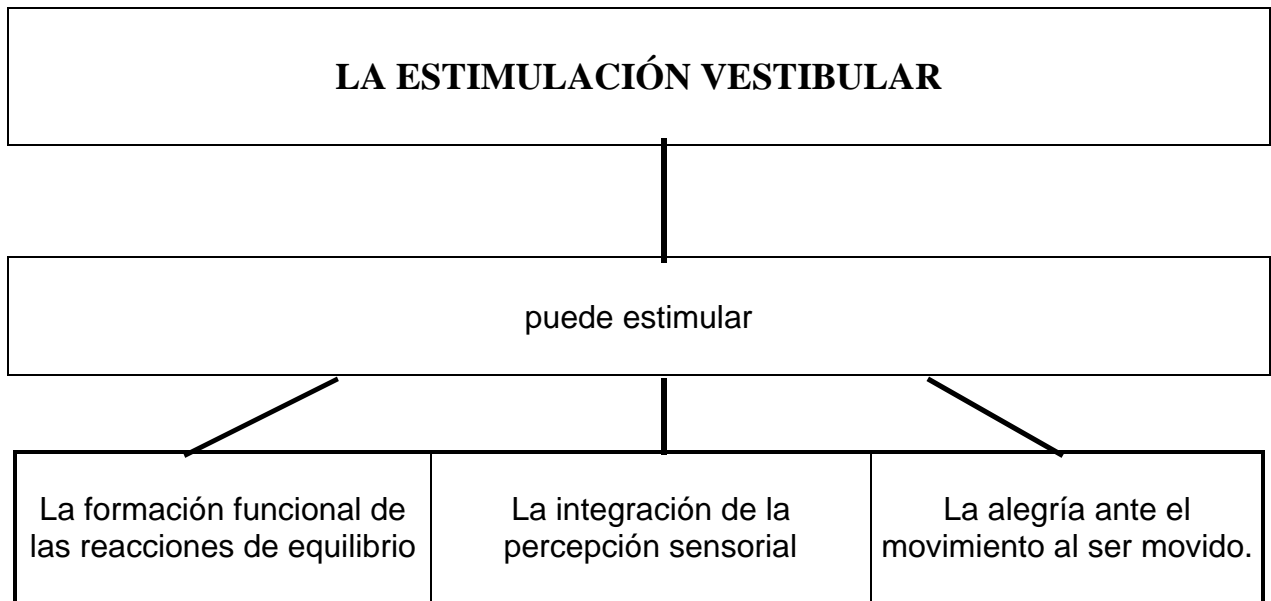 LA ESTIMULACIÓN VESTIBULAR
puede estimular
La formación funcional de
las reacciones de equilibrio
La integración de la
percepción sensorial
La alegría ante el
movimiento al ser movido.